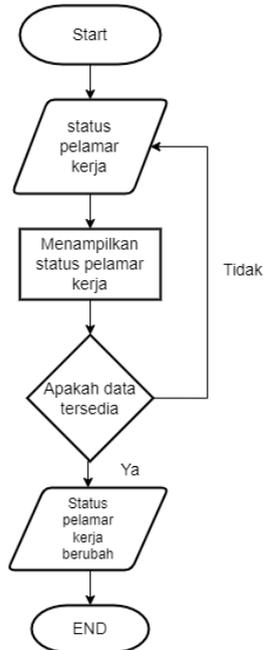 Start
status
pelamar
kerja
Menampilkan
status pelamar
kerja
Tidak
Apakah data
tersedia
Ya
Status
pelamar
kerja
berubah
END